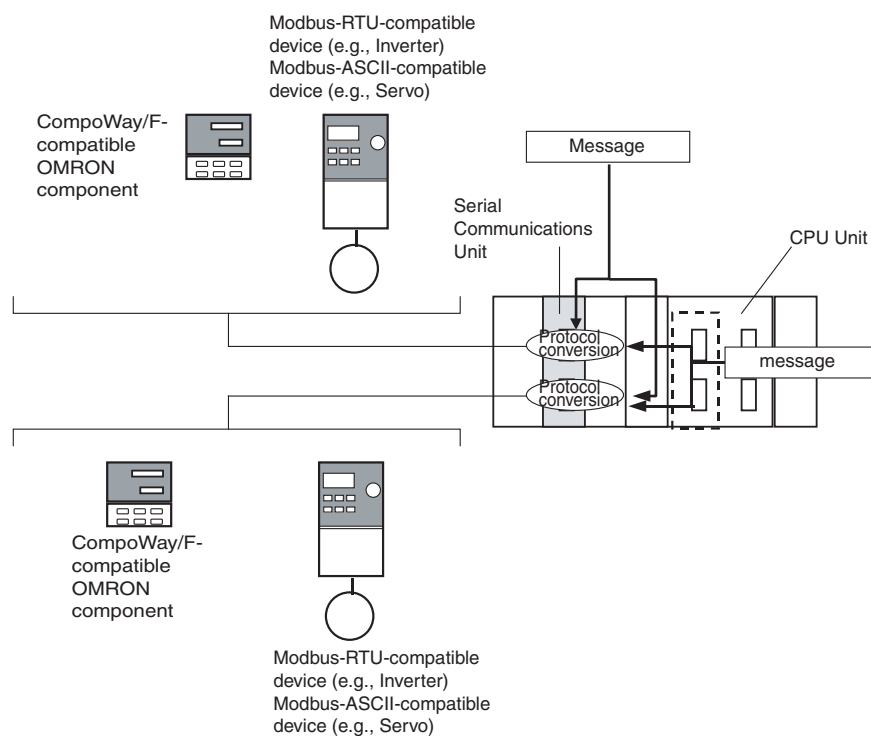 Modbus-RTU-compatible
device (e.g., Inverter)
Modbus-ASCII-compatible
device (e.g., Servo)
CompoWay/F-
compatible
OMRON
component
Message
Serial
Communications
Unit
CPU Unit
Protocol
conversion
message
Protocol
conversion
CompoWay/F-
compatible
OMRON
component
Modbus-RTU-compatible
device (e.g., Inverter)
Modbus-ASCII-compatible
device (e.g., Servo)